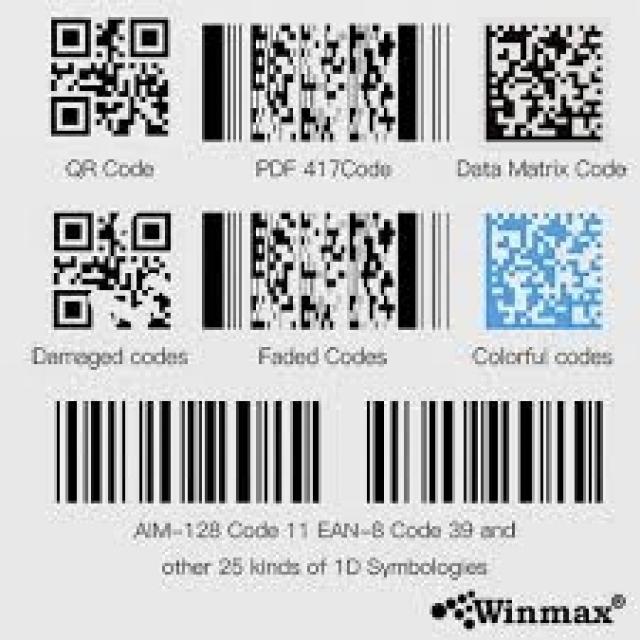 QR Code
PDF 417Code
Data Matrix Code
Damaged codes
Faded Codes
Colorful codes
AIM-128 Code 11 EAN-8 Code 39 and
other 25 kinds of 1D Symbologies
Winmax®